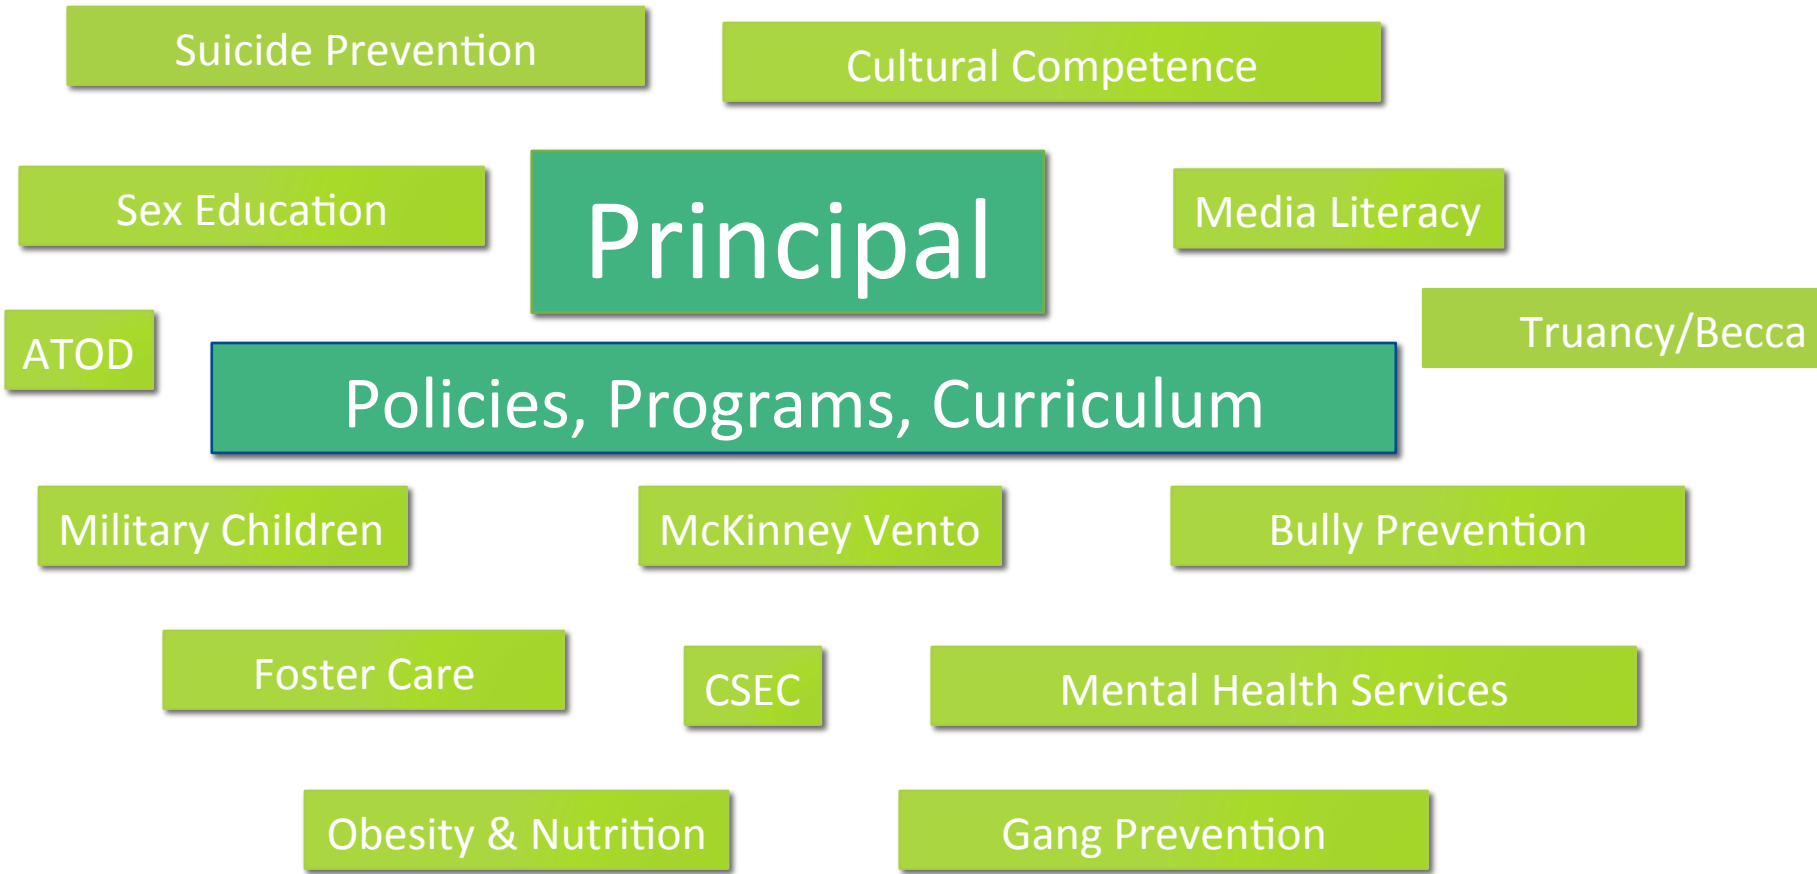 Suicide Prevention
Cultural Competence
Sex Education
Principal
Media Literacy
ATOD
Truancy/Becca
Policies, Programs, Curriculum
Military Children
McKinney Vento
Bully Prevention
Foster Care
CSEC
Mental Health Services
Obesity & Nutrition
Gang Prevention